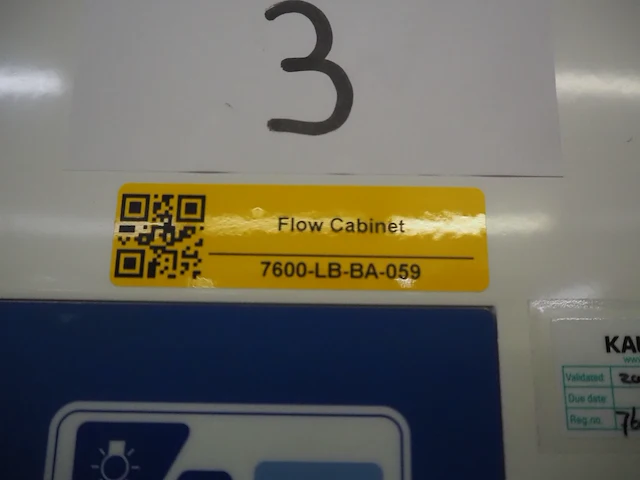 3
Flow Cabinet
7600-LB-BA-059
Validated
Due date
Reg.no.